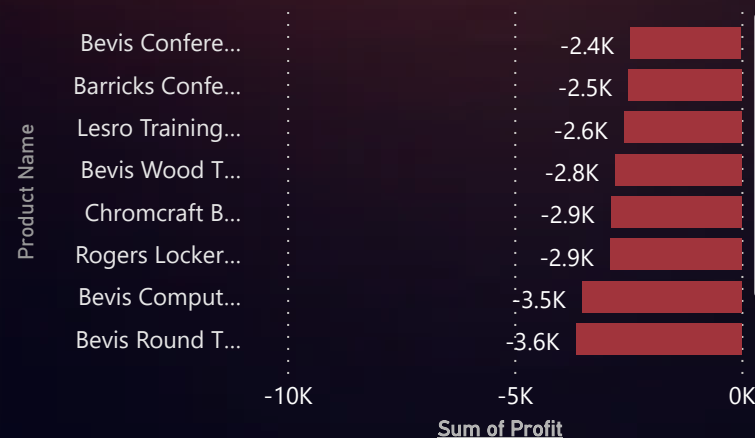 Product Name
Bevis Confere... -2.4K
Barricks Confe... -2.5K
Lesro Training... -2.6K
Bevis Wood T... -2.8K
Chromcraft B... -2.9K
Rogers Locker... -2.9K
Bevis Comput... -3.5K
Bevis Round T... -3.6K
-10K -5K 0K
Sum of Profit